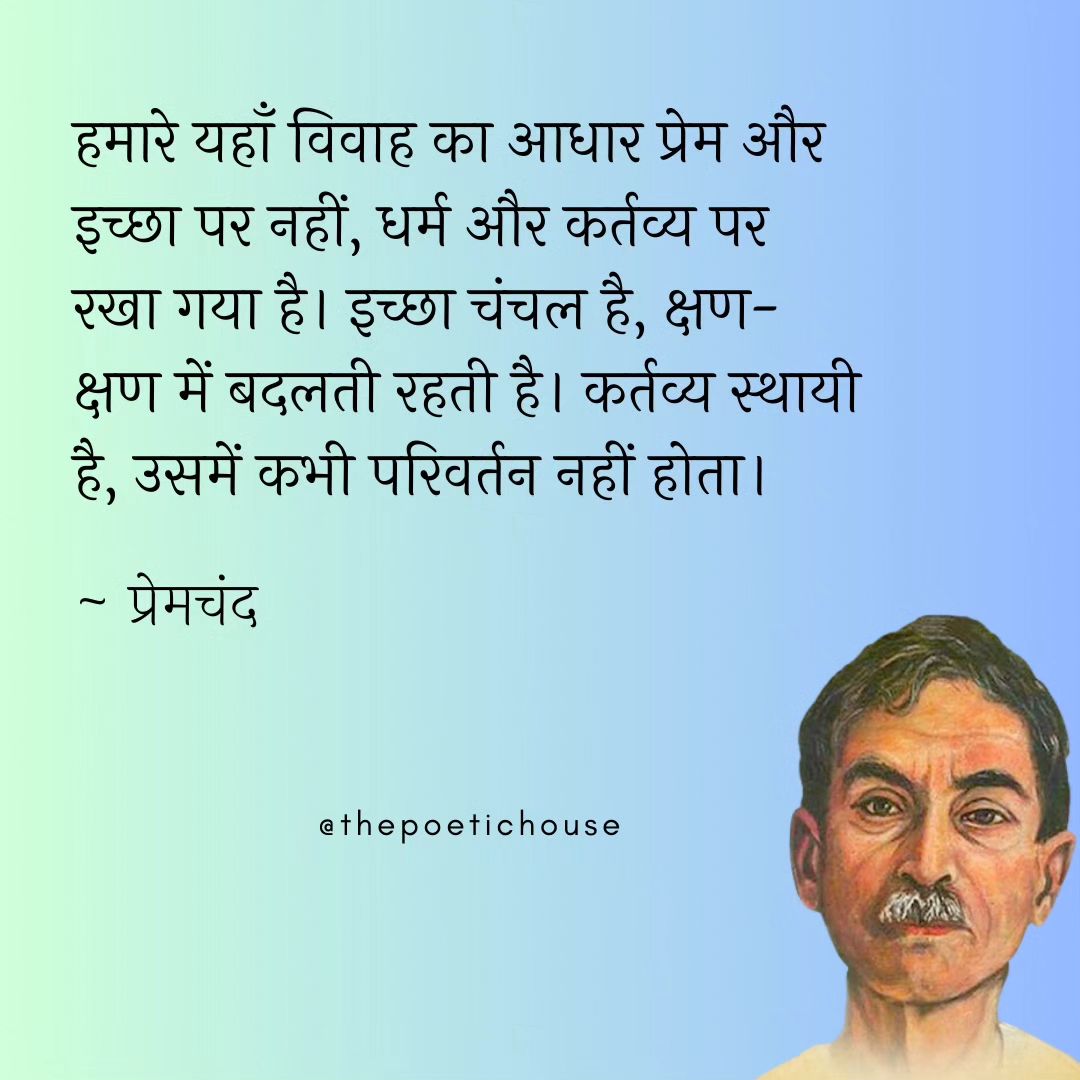 हमारे यहाँ विवाह का आधार प्रेम और
इच्छा पर नहीं, धर्म और कर्तव्य पर
रखा गया है। इच्छा चंचल है, क्षण-
क्षण में बदलती रहती है। कर्तव्य स्थायी
है, उसमें कभी परिवर्तन नहीं होता।
~ प्रेमचंद
@thepoetichouse